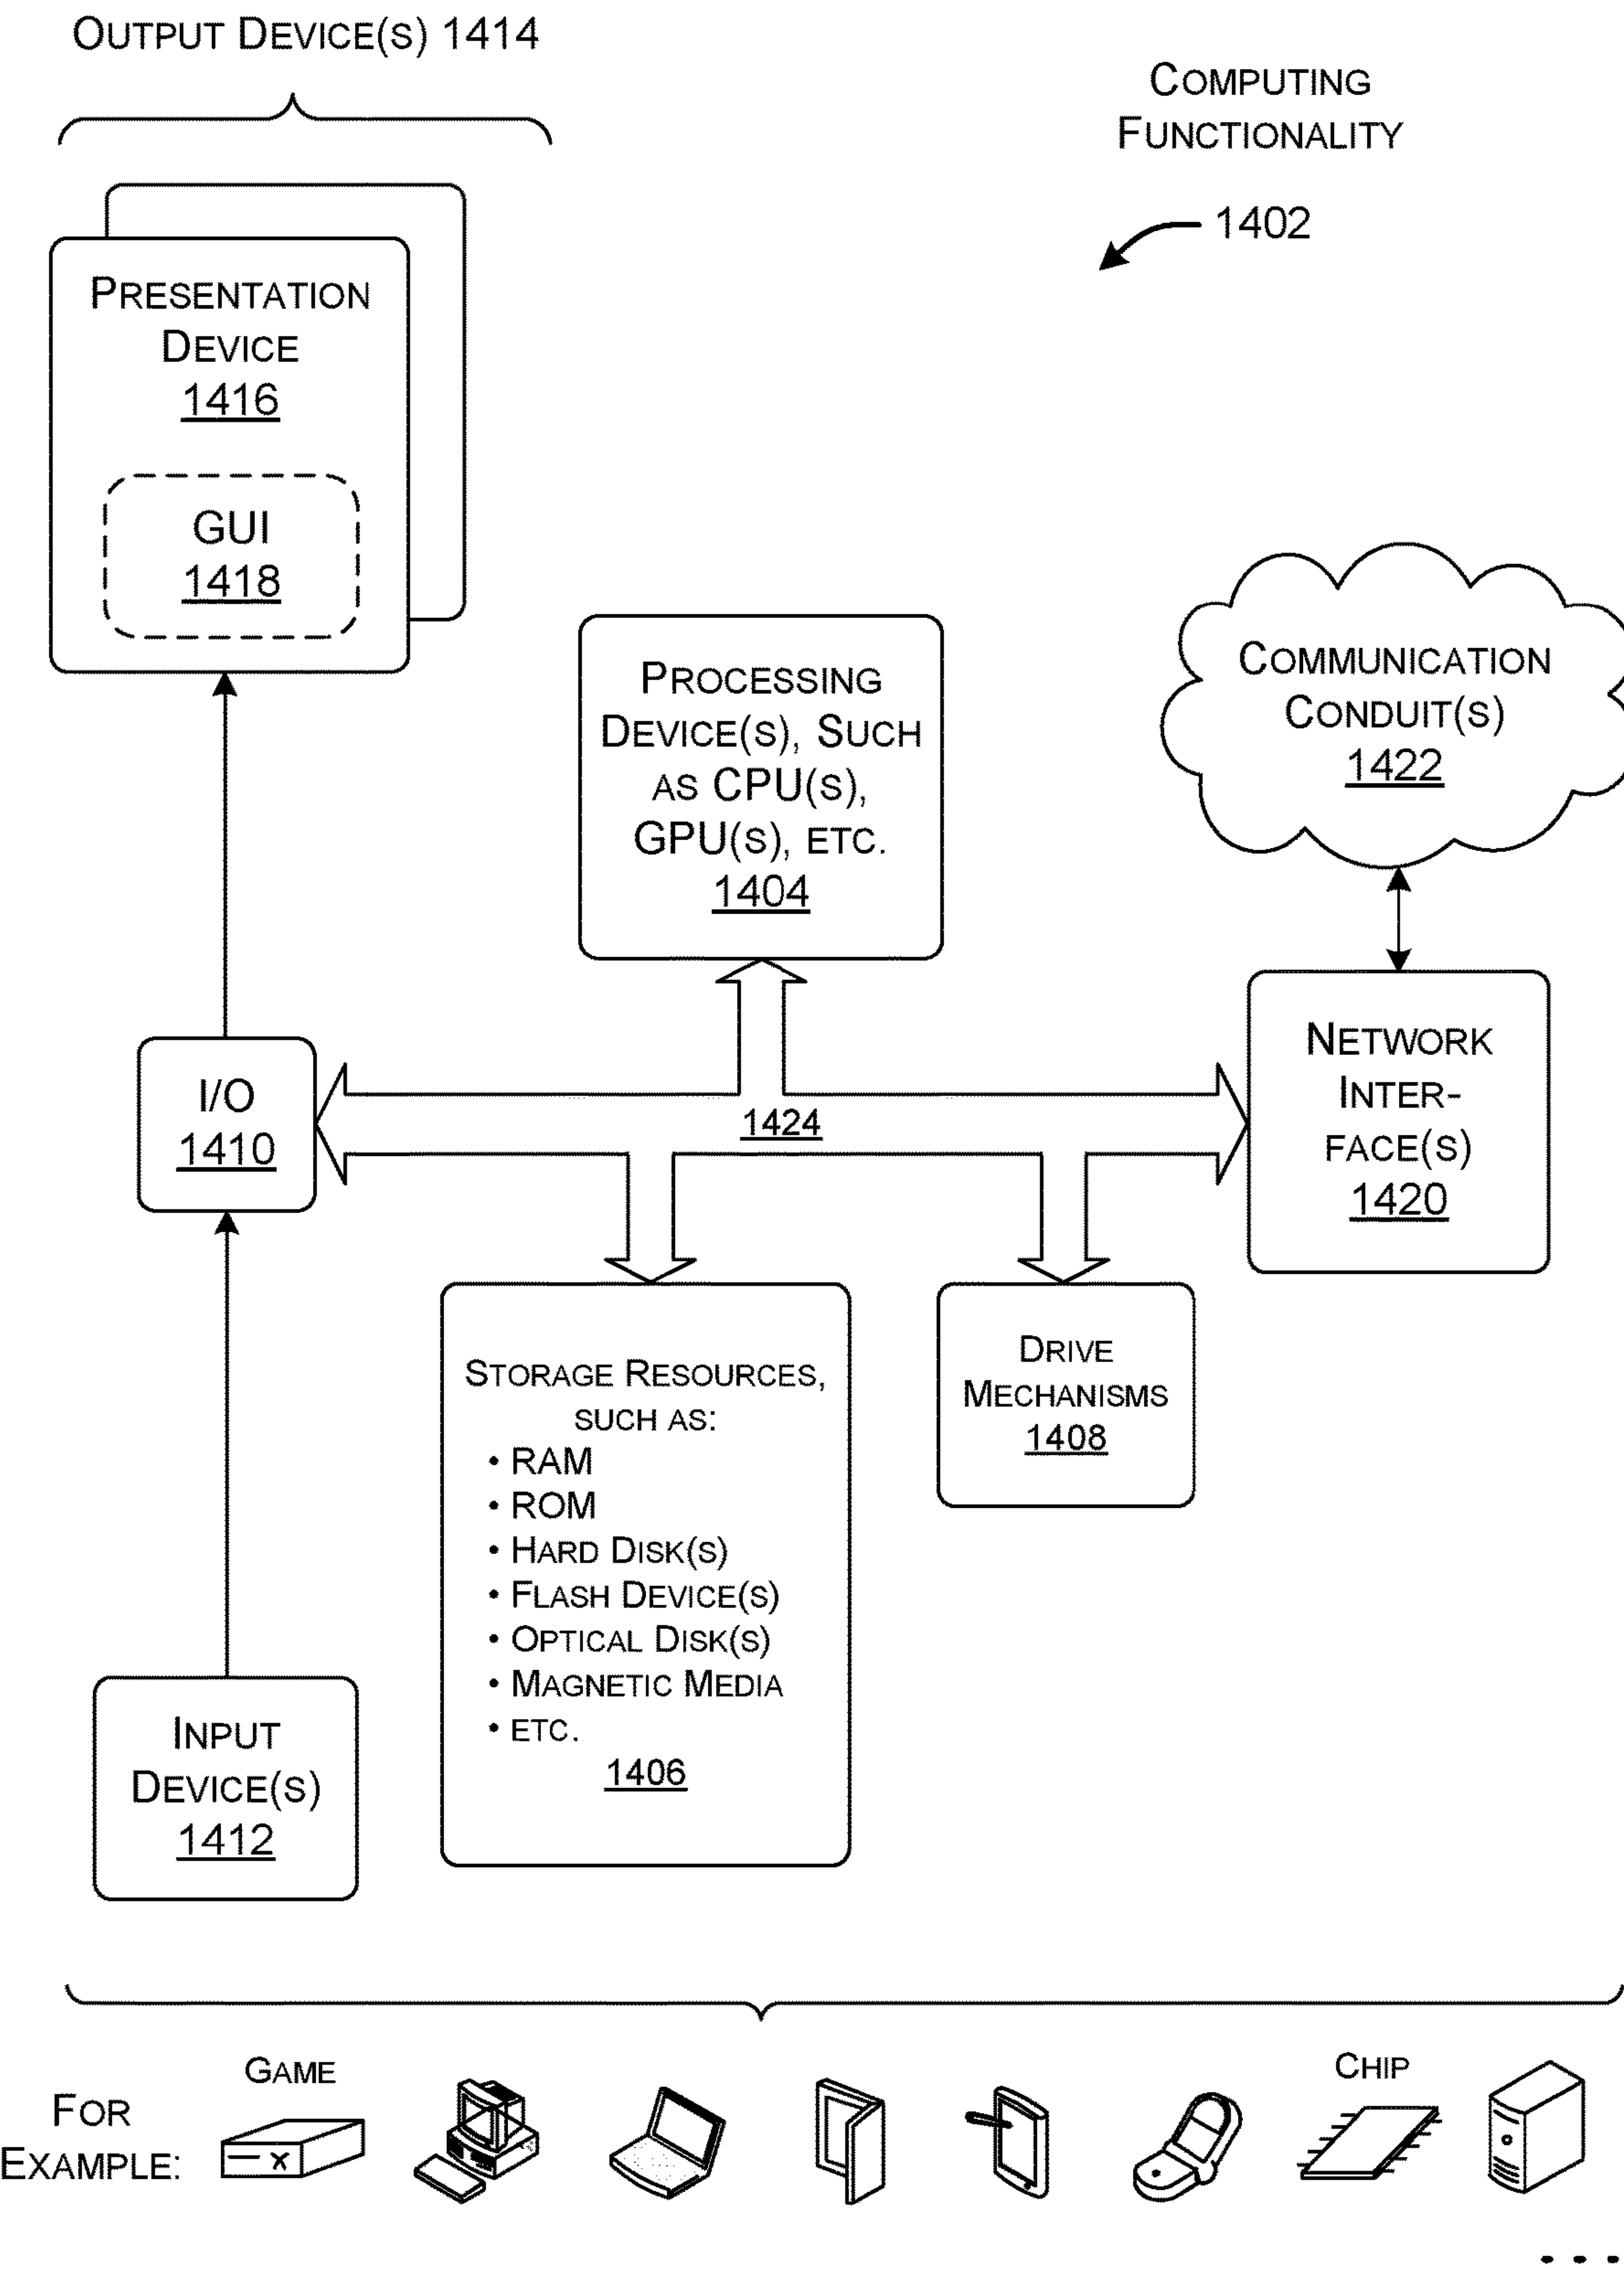 OUTPUT DEVICE(S) 1414
COMPUTING
FUNCTIONALITY
1402
PRESENTATION
DEVICE
1416
GUI
1418
PROCESSING
DEVICE(S), SUCH
AS CPU(S),
GPU(S), ETC.
1404
COMMUNICATION
CONDUIT(S)
1422
I/O
1410
1424
NETWORK
INTER-
FACE(S)
1420
STORAGE RESOURCES,
SUCH AS:
• RAM
• ROM
• HARD DISK(S)
• FLASH DEVICE(S)
• OPTICAL DISK(S)
• MAGNETIC MEDIA
• ETC.
1406
DRIVE
MECHANISMS
1408
INPUT
DEVICE(S)
1412
FOR
EXAMPLE:
GAME
X
CHIP
. . .